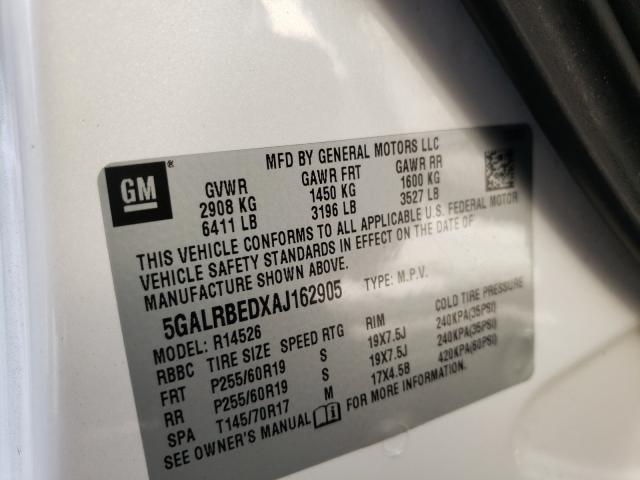 MFD BY GENERAL MOTORS LLC
GM ®
GVWR GAWR FRT GAWR RR
2908 KG 1450 KG 1600 KG
6411 LB 3196 LB 3527 LB
THIS VEHICLE CONFORMS TO ALL APPLICABLE U.S. FEDERAL MOTOR
VEHICLE SAFETY STANDARDS IN EFFECT ON THE DATE OF
MANUFACTURE SHOWN ABOVE.
5GALRBEDXAJ162905 TYPE: M.P.V.
MODEL: R14526
RBBC TIRE SIZE SPEED RTG RIM COLD TIRE PRESSURE
FRT P255/60R19 S 19X7.5J 240KPA(35PSI)
RR P255/60R19 S 19X7.5J 240KPA(35PSI)
SPA T145/70R17 M 17X4.5B 420KPA(60PSI)
SEE OWNER'S MANUAL FOR MORE INFORMATION.